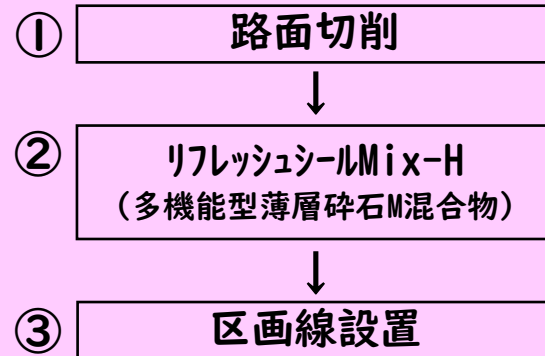 ① 路面切削
↓
② ﾘﾌﾚｯｼｭｼｰﾙMix-H
（多機能型薄層砕石M混合物）
↓
③ 区画線設置